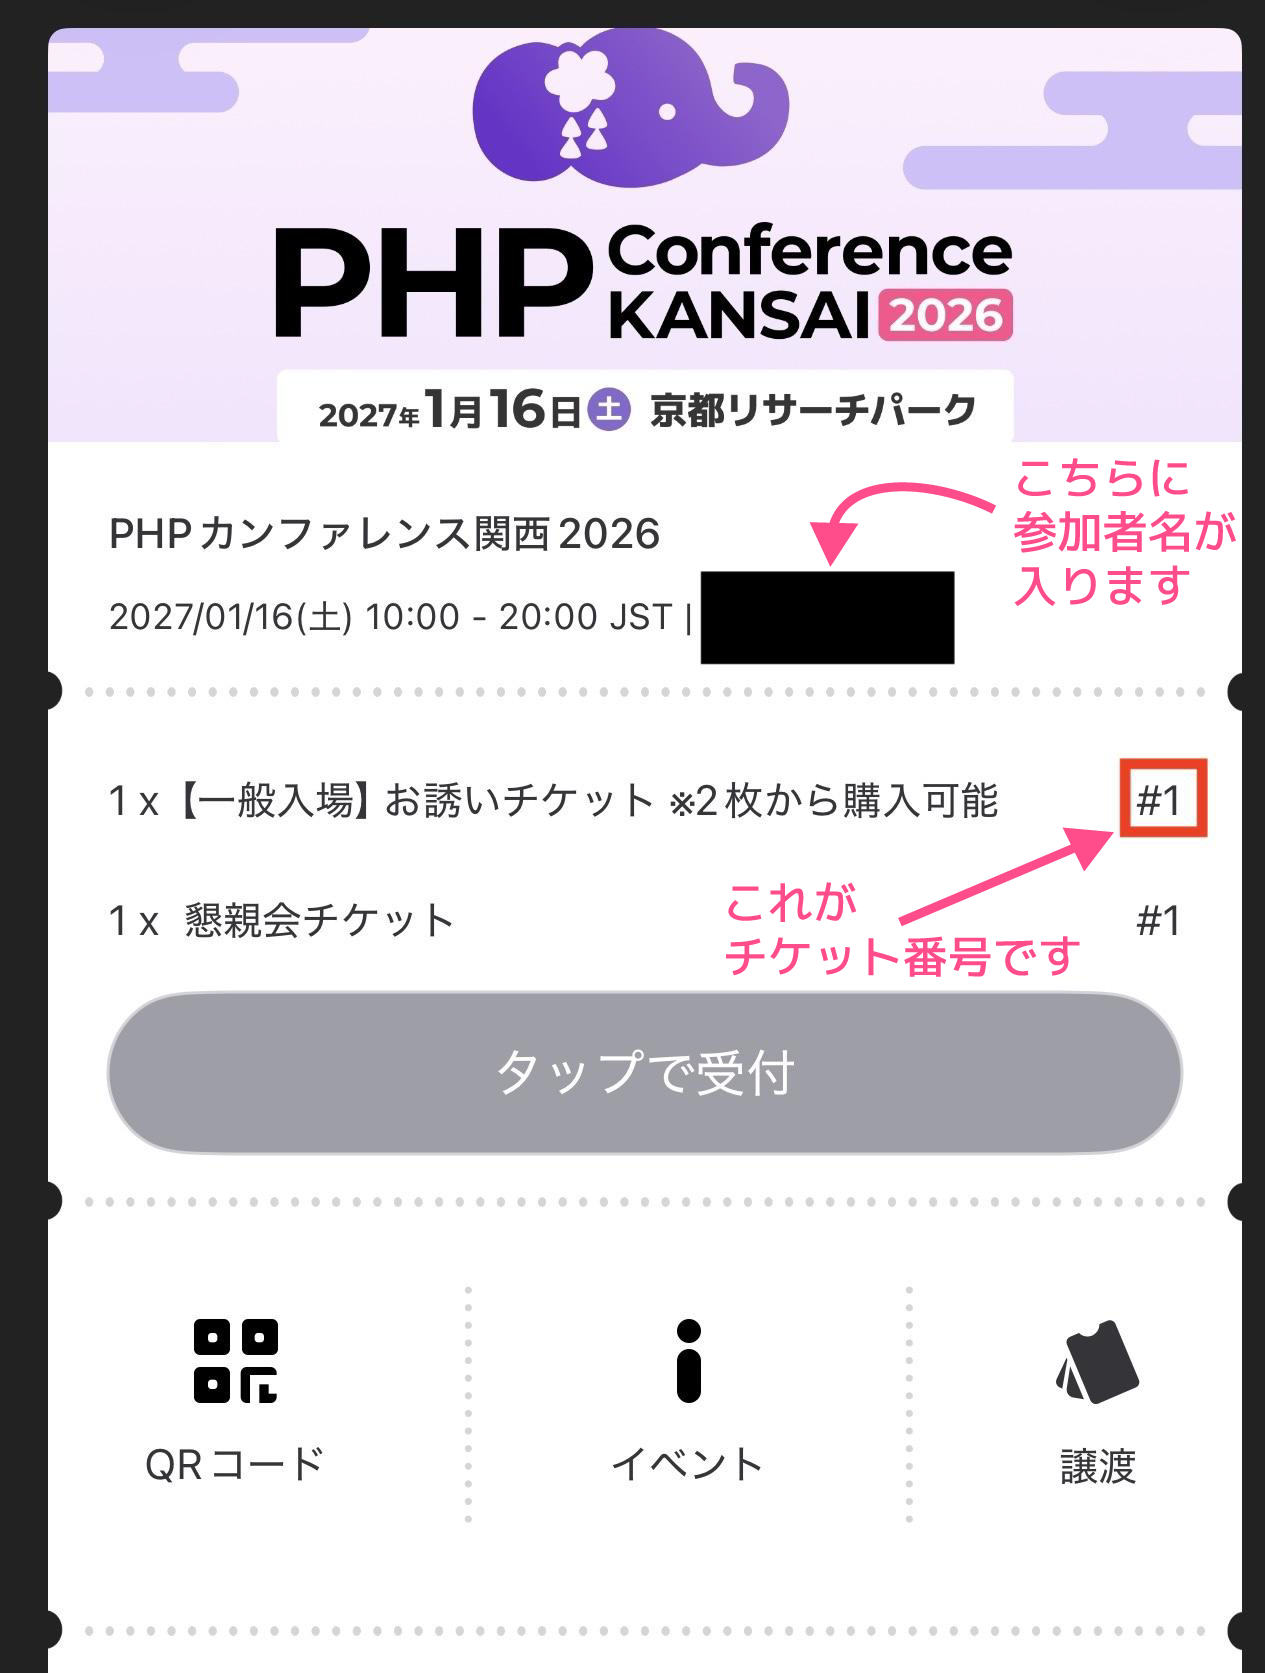 PHP Conference
KANSAI 2026
2027年1月16日土 京都リサーチパーク
こちらに
参加者名が
入ります
PHPカンファレンス関西2026
2027/01/16(土) 10:00 - 20:00 JST |
1 x 【一般入場】お誘いチケット ※2枚から購入可能 #1
これが
チケット番号です
1 x 懇親会チケット #1
タップで受付
QRコード
イベント
譲渡